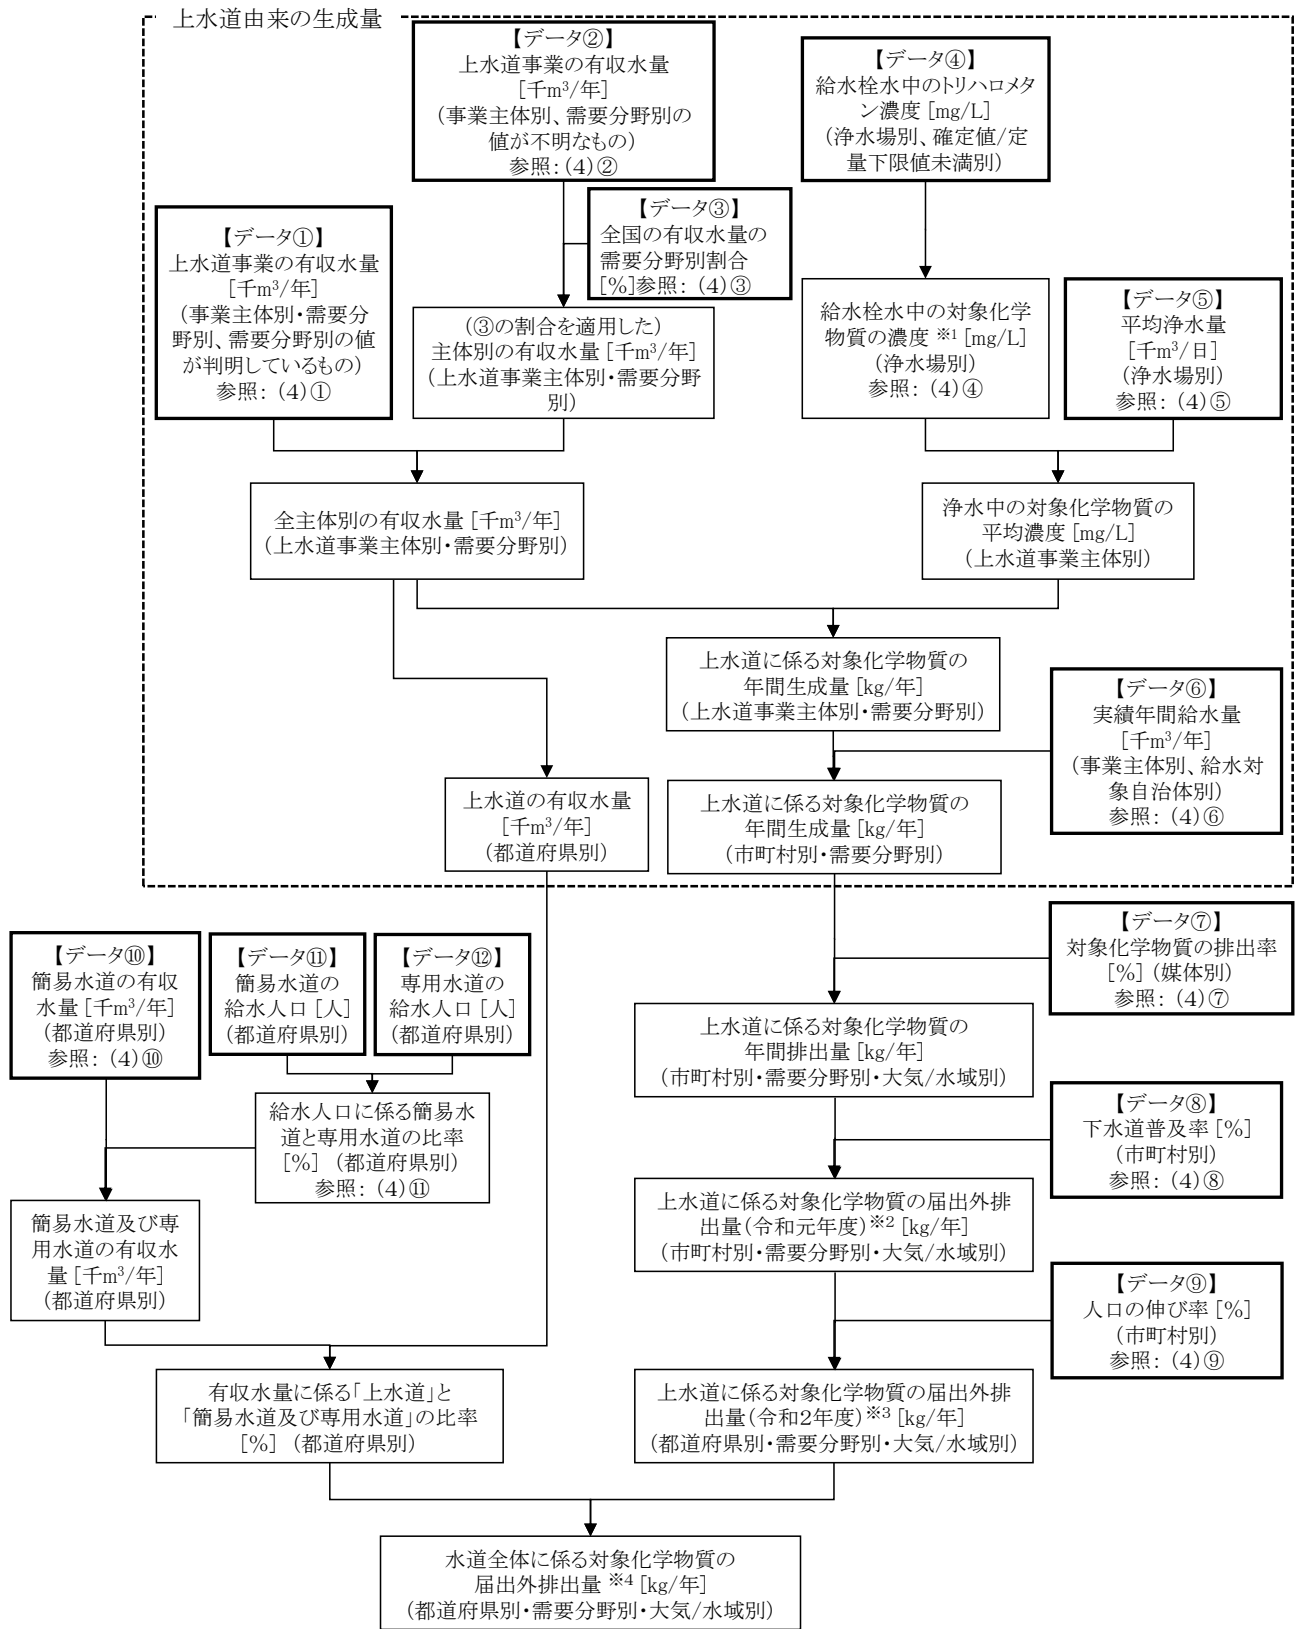 上水道由来の生成量
【データ②】
上水道事業の有収水量
[千m³/年]
(事業主体別、需要分野別の
値が不明なもの)
参照:(4)②
【データ④】
給水栓水中のトリハロメタ
ン濃度[mg/L]
(浄水場別、確定値/定
量下限値未満別)
【データ①】
上水道事業の有収水量
[千m³/年]
(事業主体別・需要分
野別、需要分野別の値
が判明しているもの)
参照:(4)①
【データ③】
全国の有収水量の
需要分野別割合
[%]参照:(4)③
(③の割合を適用した)
主体別の有収水量[千m³/年]
(上水道事業主体別・需要分野
別)
給水栓水中の対象化学
物質の濃度※1[mg/L]
(浄水場別)
参照:(4)④
【データ⑤】
平均浄水量
[千m³/日]
(浄水場別)
参照:(4)⑤
全主体別の有収水量[千m³/年]
(上水道事業主体別・需要分野別)
浄水中の対象化学物質の
平均濃度[mg/L]
(上水道事業主体別)
上水道に係る対象化学物質の
年間生成量[kg/年]
(上水道事業主体別・需要分野別)
【データ⑥】
実績年間給水量
[千m³/年]
(事業主体別、給水対
象自治体別)
参照:(4)⑥
上水道の有収水量
[千m³/年]
(都道府県別)
上水道に係る対象化学物質の
年間生成量[kg/年]
(市町村別・需要分野別)
【データ⑦】
対象化学物質の排出率
[%](媒体別)
参照:(4)⑦
【データ⑩】
簡易水道の有収
水量[千m³/年]
(都道府県別)
参照:(4)⑩
【データ⑪】
簡易水道の
給水人口[人]
(都道府県別)
【データ⑫】
専用水道の
給水人口[人]
(都道府県別)
上水道に係る対象化学物質の
年間排出量[kg/年]
(市町村別・需要分野別・大気/水域別)
給水人口に係る簡易水
道と専用水道の比率
[%](都道府県別)
参照:(4)⑪
【データ⑧】
下水道普及率[%]
(市町村別)
参照:(4)⑧
簡易水道及び専
用水道の有収水
量[千m³/年]
(都道府県別)
上水道に係る対象化学物質の届出外排
出量(令和元年度)※2[kg/年]
(市町村別・需要分野別・大気/水域別)
【データ⑨】
人口の伸び率[%]
(市町村別)
参照:(4)⑨
有収水量に係る「上水道」と
「簡易水道及び専用水道」の比率
[%](都道府県別)
上水道に係る対象化学物質の届出外排
出量(令和2年度)※3[kg/年]
(都道府県別・需要分野別・大気/水域別)
水道全体に係る対象化学物質の
届出外排出量※4[kg/年]
(都道府県別・需要分野別・大気/水域別)